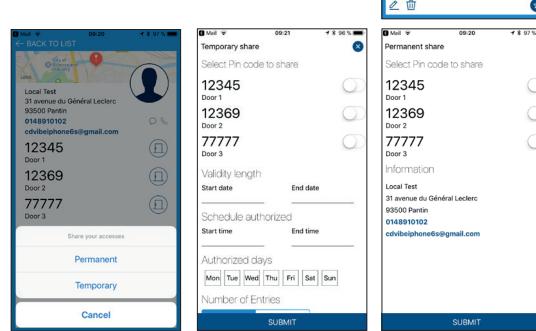 Mail 09:20 97 %
← BACK TO LIST
Local Test
31 avenue du Général Leclerc
93500 Pantin
0148910102
cdvibeiphone6s@gmail.com
12345
Door 1
12369
Door 2
77777
Door 3
Share your accesses
Permanent
Temporary
Cancel
Mail 09:21 96 %
Temporary share
Select Pin code to share
12345
Door 1
12369
Door 2
77777
Door 3
Validity length
Start date End date
Schedule authorized
Start time End time
Authorized days
Mon Tue Wed Thu Fri Sat Sun
Number of Entries
SUBMIT
Mail 09:20 97 %
Permanent share
Select Pin code to share
12345
Door 1
12369
Door 2
77777
Door 3
Information
Local Test
31 avenue du Général Leclerc
93500 Pantin
0148910102
cdvibeiphone6s@gmail.com
SUBMIT